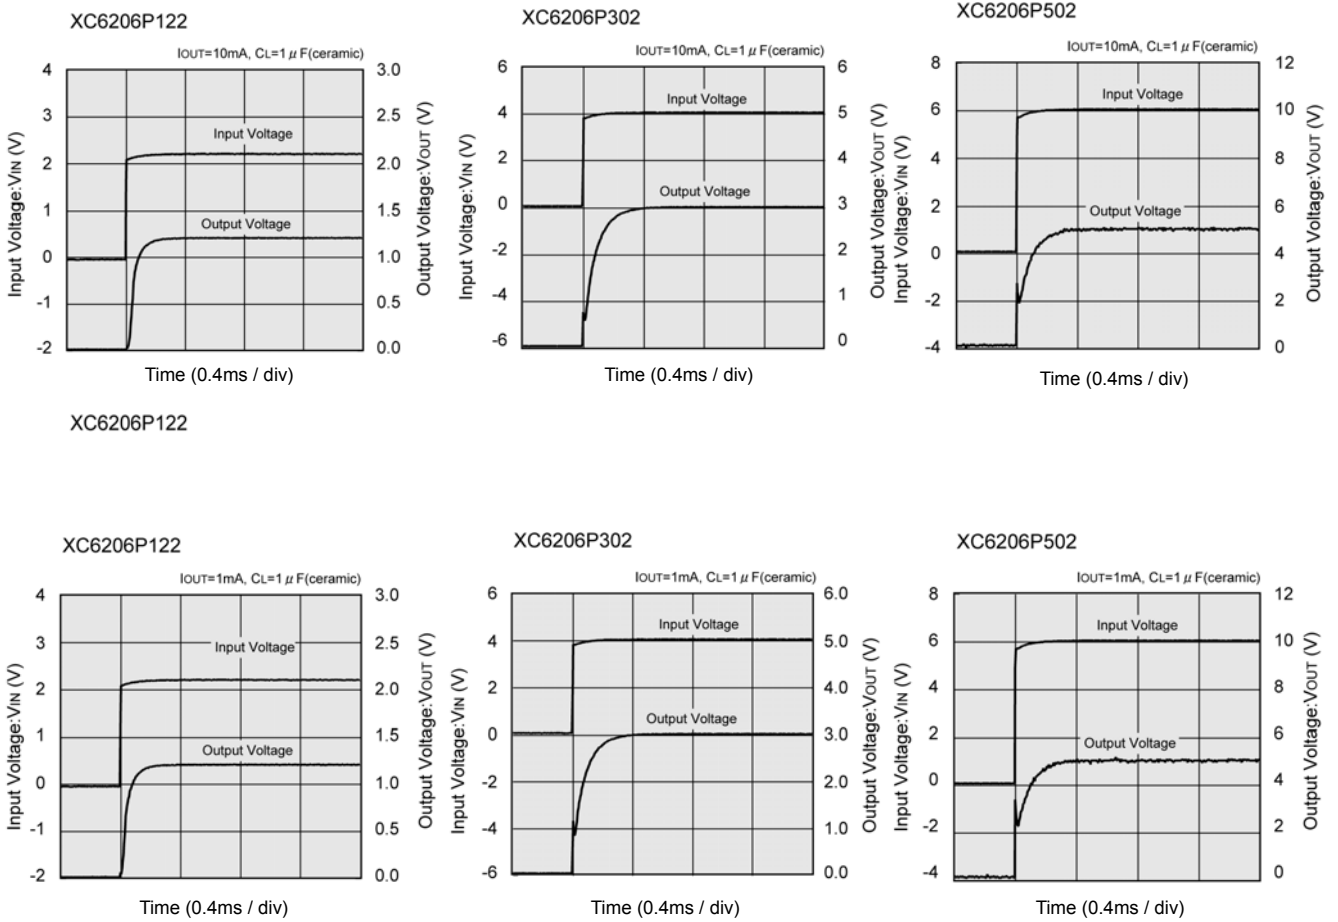 XC6206P122
IOUT=10mA, CL=1 μ F(ceramic)
Input Voltage:VIN (V)
4
3
2
1
0
-1
-2
Input Voltage
Output Voltage
3.0
2.5
2.0
1.5
1.0
0.5
0.0
Output Voltage:VOUT (V)
Time (0.4ms / div)
XC6206P302
IOUT=10mA, CL=1 μ F(ceramic)
Input Voltage:VIN (V)
6
4
2
0
-2
-4
-6
Input Voltage
Output Voltage
6
5
4
3
2
1
0
Output Voltage:VOUT (V)
Time (0.4ms / div)
XC6206P502
IOUT=10mA, CL=1 μ F(ceramic)
Input Voltage:VIN (V)
8
6
4
2
0
-2
-4
Input Voltage
Output Voltage
12
10
8
6
4
2
0
Output Voltage:VOUT (V)
Time (0.4ms / div)
XC6206P122
XC6206P122
IOUT=1mA, CL=1 μ F(ceramic)
Input Voltage:VIN (V)
4
3
2
1
0
-1
-2
Input Voltage
Output Voltage
3.0
2.5
2.0
1.5
1.0
0.5
0.0
Output Voltage:VOUT (V)
Time (0.4ms / div)
XC6206P302
IOUT=1mA, CL=1 μ F(ceramic)
Input Voltage:VIN (V)
6
4
2
0
-2
-4
-6
Input Voltage
Output Voltage
6.0
5.0
4.0
3.0
2.0
1.0
0.0
Output Voltage:VOUT (V)
Time (0.4ms / div)
XC6206P502
IOUT=1mA, CL=1 μ F(ceramic)
Input Voltage:VIN (V)
8
6
4
2
0
-2
-4
Input Voltage
Output Voltage
12
10
8
6
4
2
0
Output Voltage:VOUT (V)
Time (0.4ms / div)